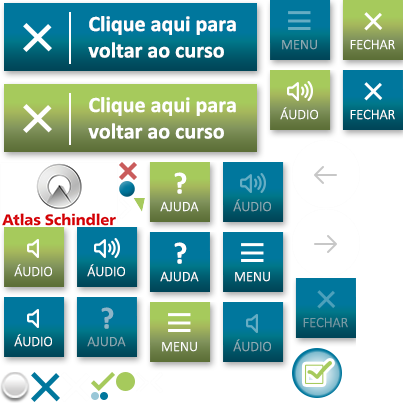 Clique aqui para
voltar ao curso
MENU
FECHAR
Clique aqui para
voltar ao curso
ÁUDIO
FECHAR
Atlas Schindler
?
AJUDA
ÁUDIO
ÁUDIO
ÁUDIO
?
AJUDA
MENU
ÁUDIO
?
AJUDA
MENU
ÁUDIO
FECHAR